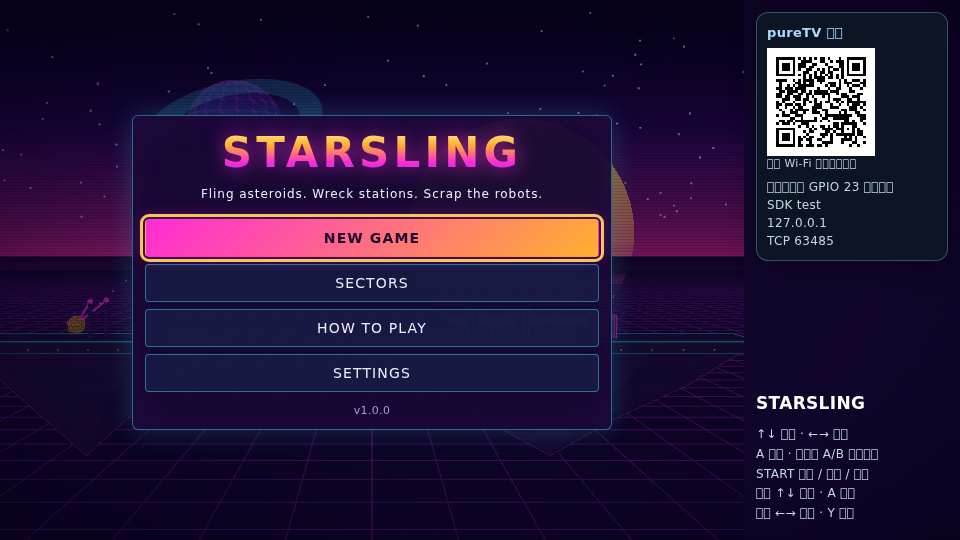 STARSLING
Fling asteroids. Wreck stations. Scrap the robots.
NEW GAME
SECTORS
HOW TO PLAY
SETTINGS
v1.0.0
pureTV
Wi-Fi
GPIO 23
SDK test
127.0.0.1
TCP 63485
STARSLING
↑↓ · ←→
A · A/B
START / /
↑↓ · A
←→ · Y